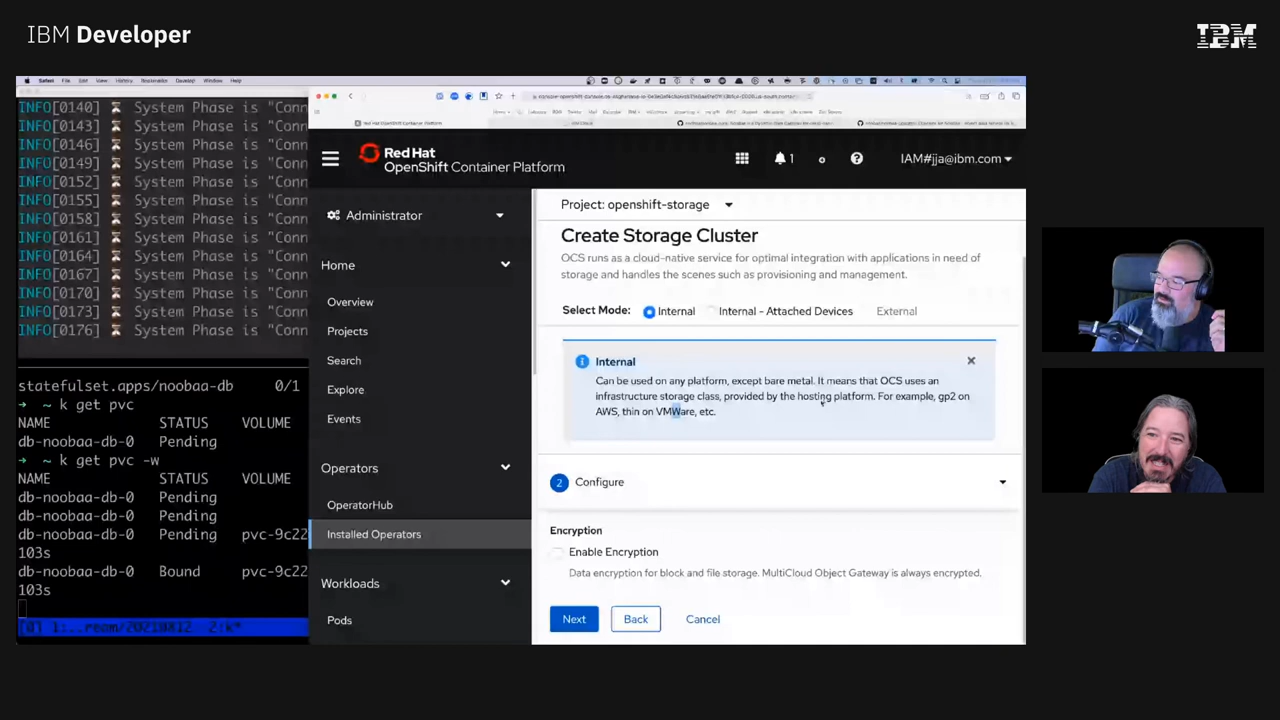 IBM Developer
IBM
INFO[0140] ⏳ System Phase is "Conn
INFO[0143] ⏳ System Phase is "Conn
INFO[0146] ⏳ System Phase is "Conn
INFO[0149] ⏳ System Phase is "Conn
INFO[0152] ⏳ System Phase is "Conn
INFO[0155] ⏳ System Phase is "Conn
INFO[0158] ⏳ System Phase is "Conn
INFO[0161] ⏳ System Phase is "Conn
INFO[0164] ⏳ System Phase is "Conn
INFO[0167] ⏳ System Phase is "Conn
INFO[0170] ⏳ System Phase is "Conn
INFO[0173] ⏳ System Phase is "Conn
INFO[0176] ⏳ System Phase is "Conn
statefulset.apps/noobaa-db 0/1
→ ~ k get pvc
NAME STATUS VOLUME
db-noobaa-db-0 Pending
→ ~ k get pvc -w
NAME STATUS VOLUME
db-noobaa-db-0 Pending
db-noobaa-db-0 Pending
db-noobaa-db-0 Pending pvc-9c22
103s
db-noobaa-db-0 Bound pvc-9c22
103s
Safari File Edit View History Bookmarks Develop Window Help
Red Hat
OpenShift Container Platform
1
IAM#jja@ibm.com
Administrator
Home
Overview
Projects
Search
Explore
Events
Operators
OperatorHub
Installed Operators
Workloads
Pods
Project: openshift-storage
Create Storage Cluster
OCS runs as a cloud-native service for optimal integration with applications in need of
storage and handles the scenes such as provisioning and management.
Select Mode: Internal Internal - Attached Devices External
Internal
Can be used on any platform, except bare metal. It means that OCS uses an
infrastructure storage class, provided by the hosting platform. For example, gp2 on
AWS, thin on VMWare, etc.
2 Configure
Encryption
Enable Encryption
Data encryption for block and file storage. MultiCloud Object Gateway is always encrypted.
Next Back Cancel